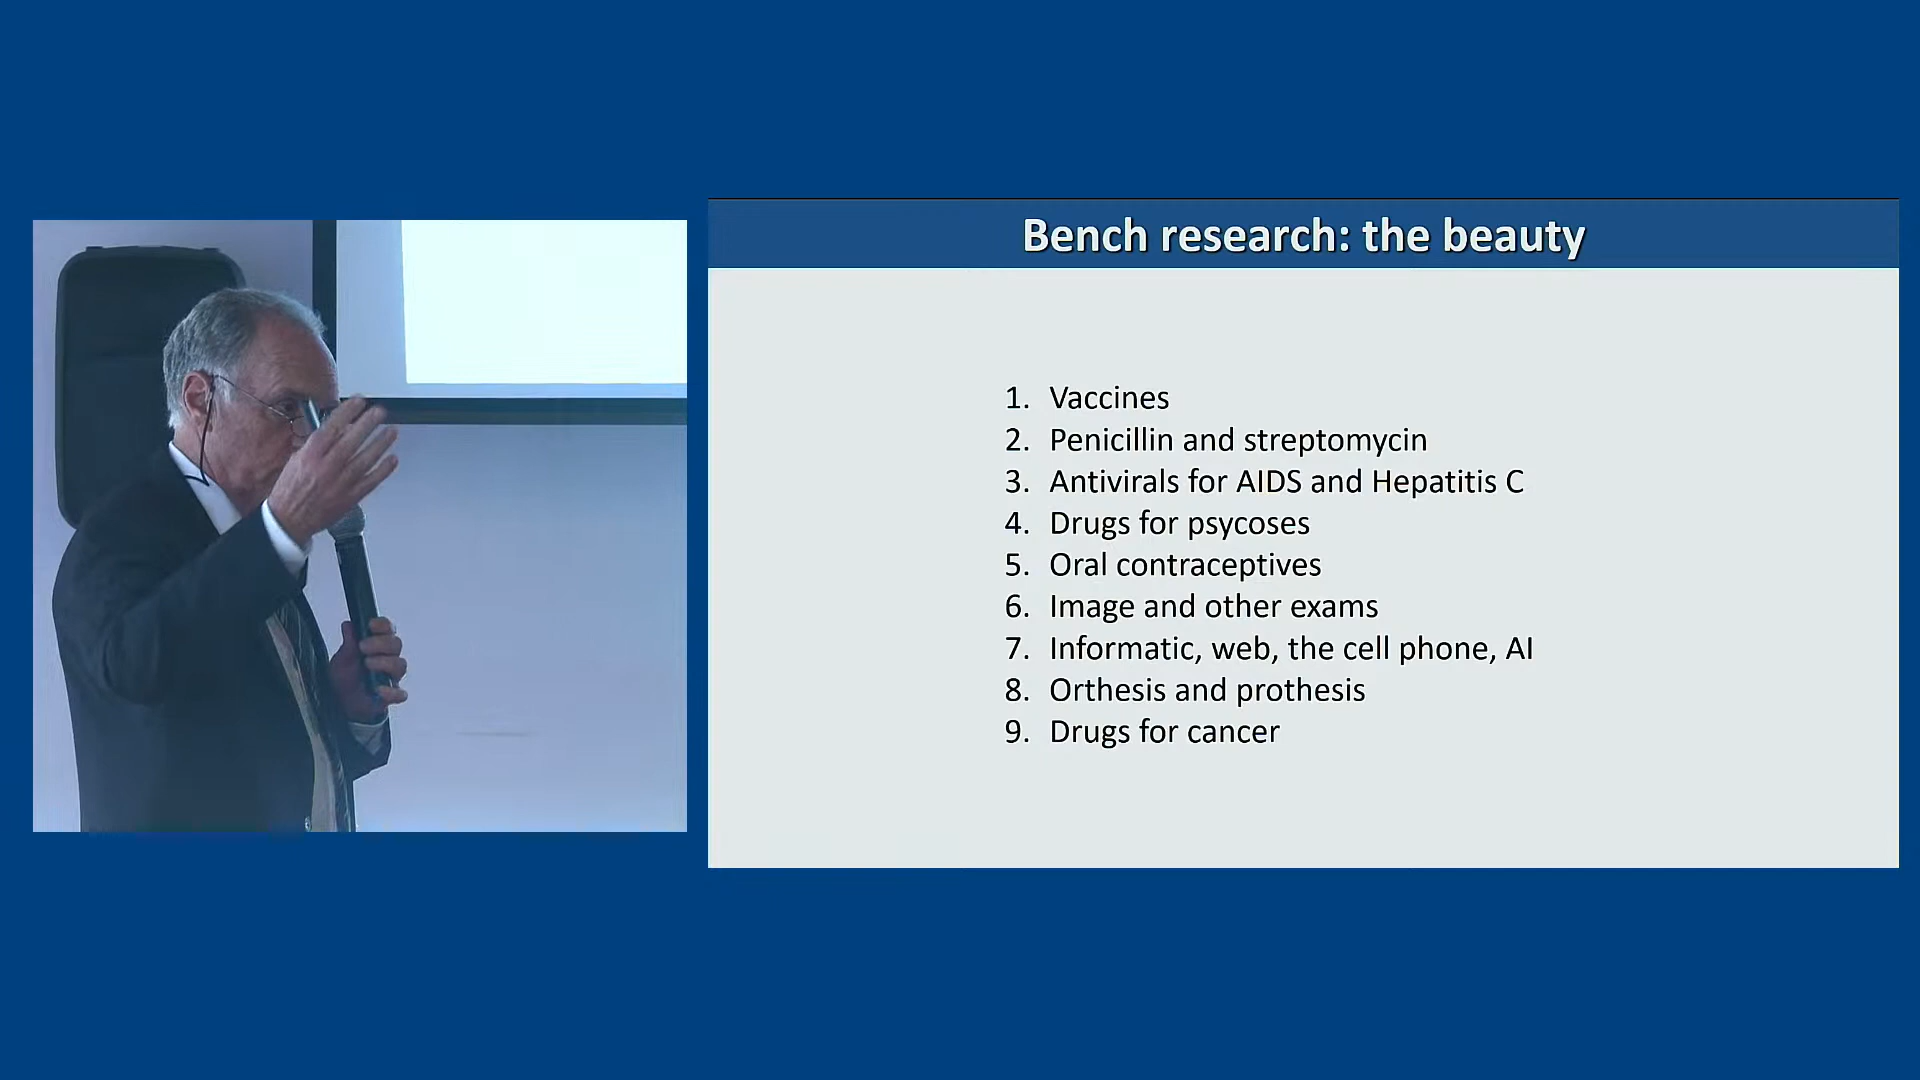 Bench research: the beauty
1. Vaccines
2. Penicillin and streptomycin
3. Antivirals for AIDS and Hepatitis C
4. Drugs for psycoses
5. Oral contraceptives
6. Image and other exams
7. Informatic, web, the cell phone, AI
8. Orthesis and prothesis
9. Drugs for cancer